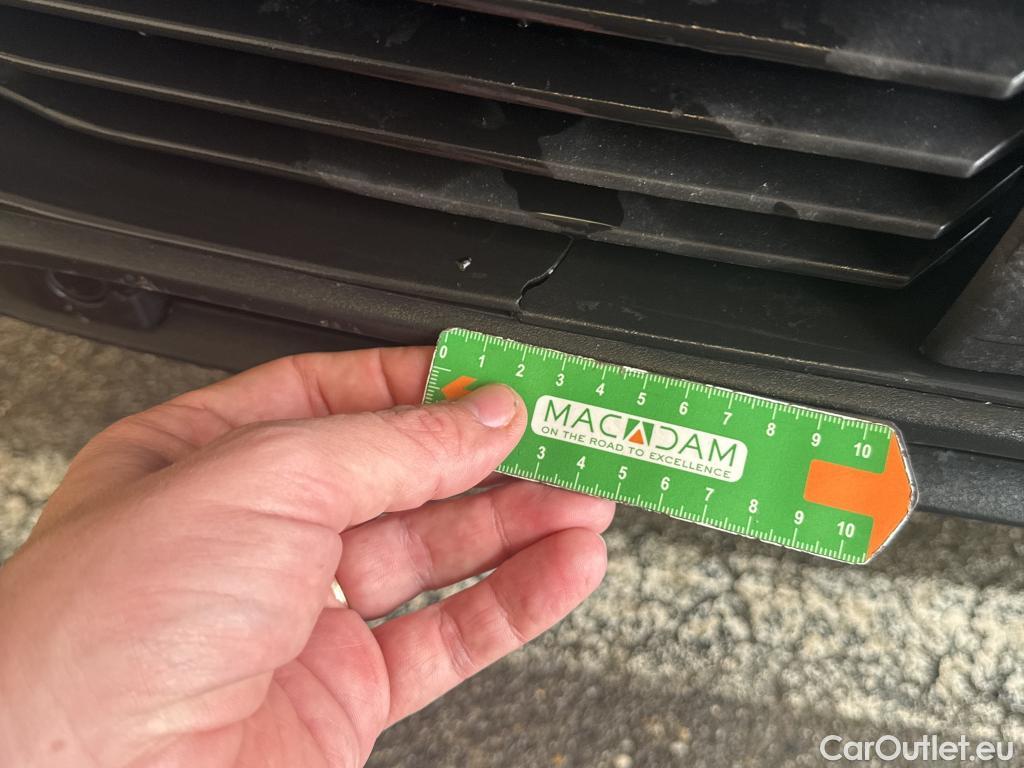 0 1 2 3 4 5 6 7 8 9 10
MACADAM
ON THE ROAD TO EXCELLENCE
3 4 5 6 7 8 9 10
CarOutlet.eu